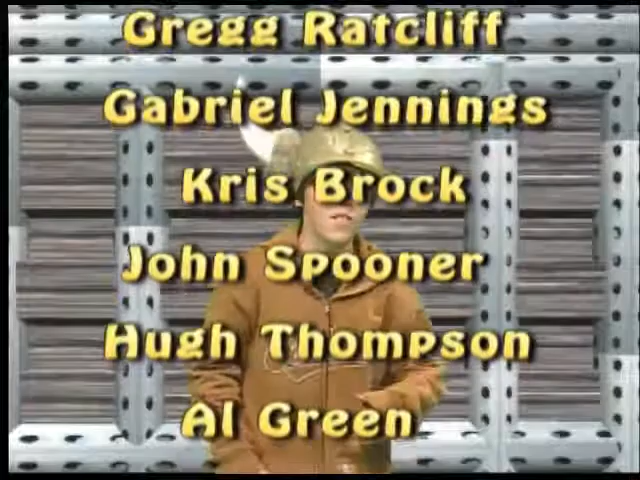 Gregg Ratcliff
Gabriel Jennings
Kris Brock
John Spooner
Hugh Thompson
Al Green